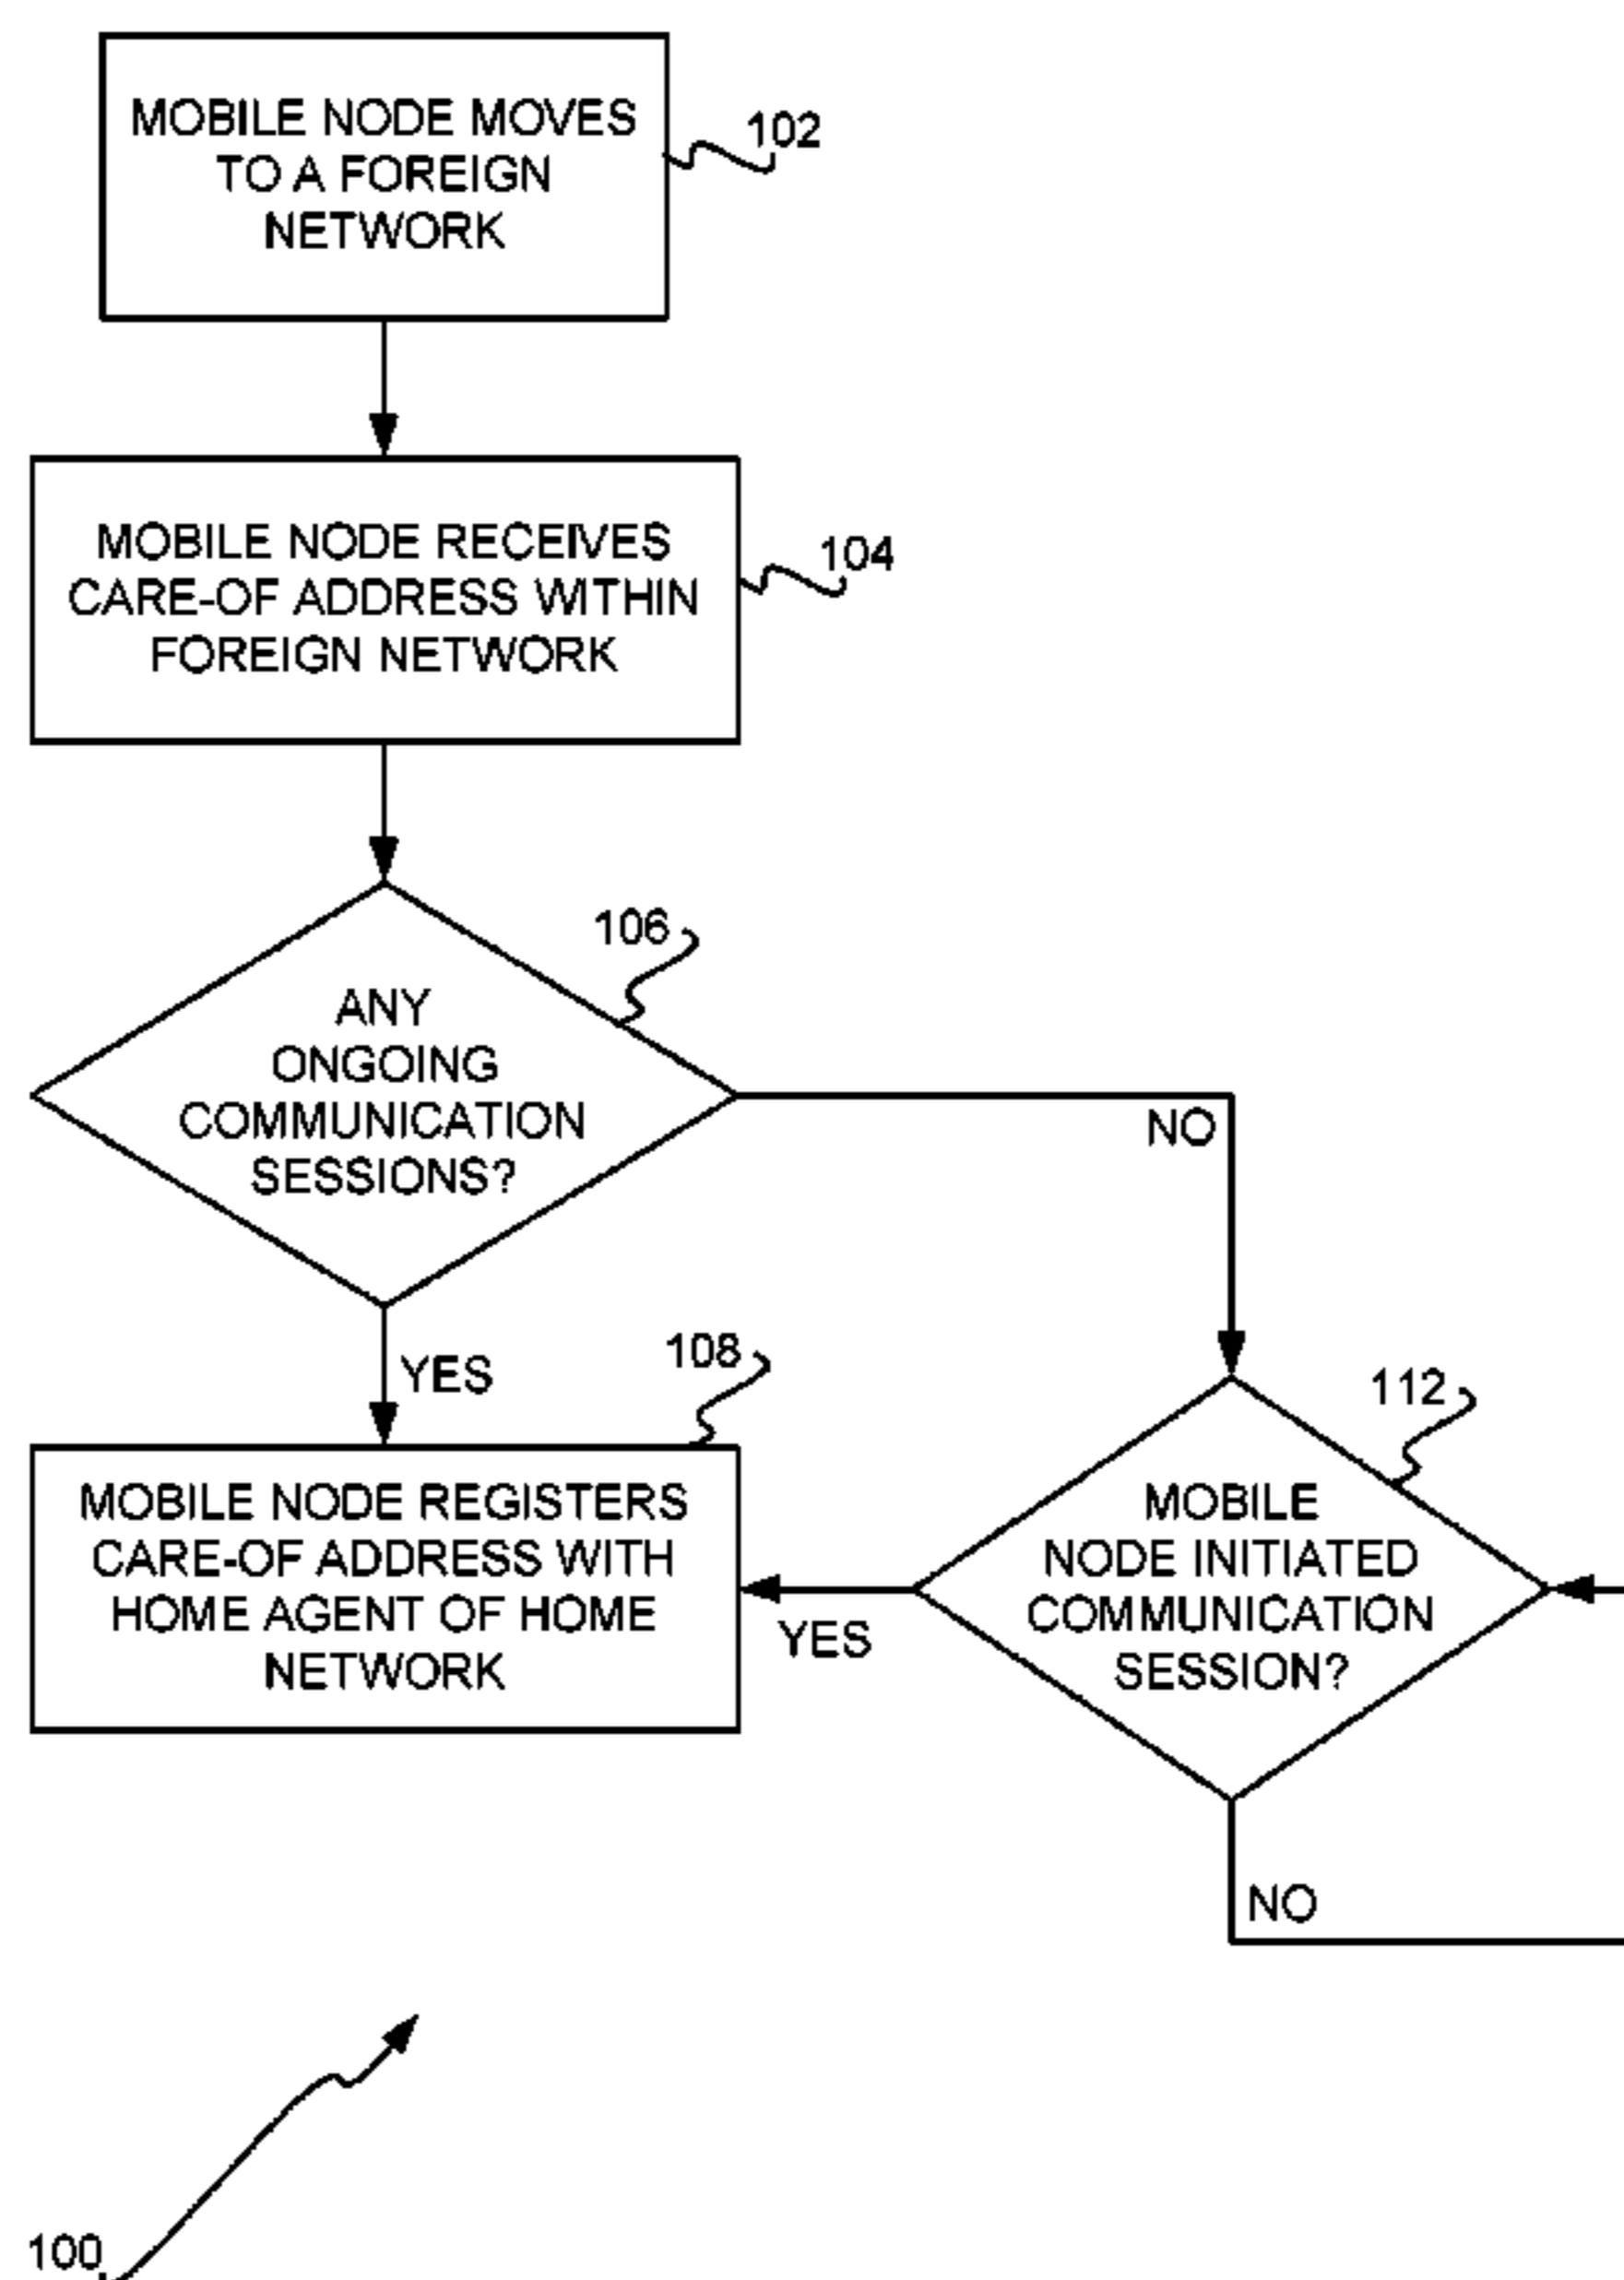 MOBILE NODE MOVES
TO A FOREIGN
NETWORK
102
MOBILE NODE RECEIVES
CARE-OF ADDRESS WITHIN
FOREIGN NETWORK
104
106
ANY
ONGOING
COMMUNICATION
SESSIONS?
NO
YES
108
MOBILE NODE REGISTERS
CARE-OF ADDRESS WITH
HOME AGENT OF HOME
NETWORK
112
MOBILE
NODE INITIATED
COMMUNICATION
SESSION?
YES
NO
100